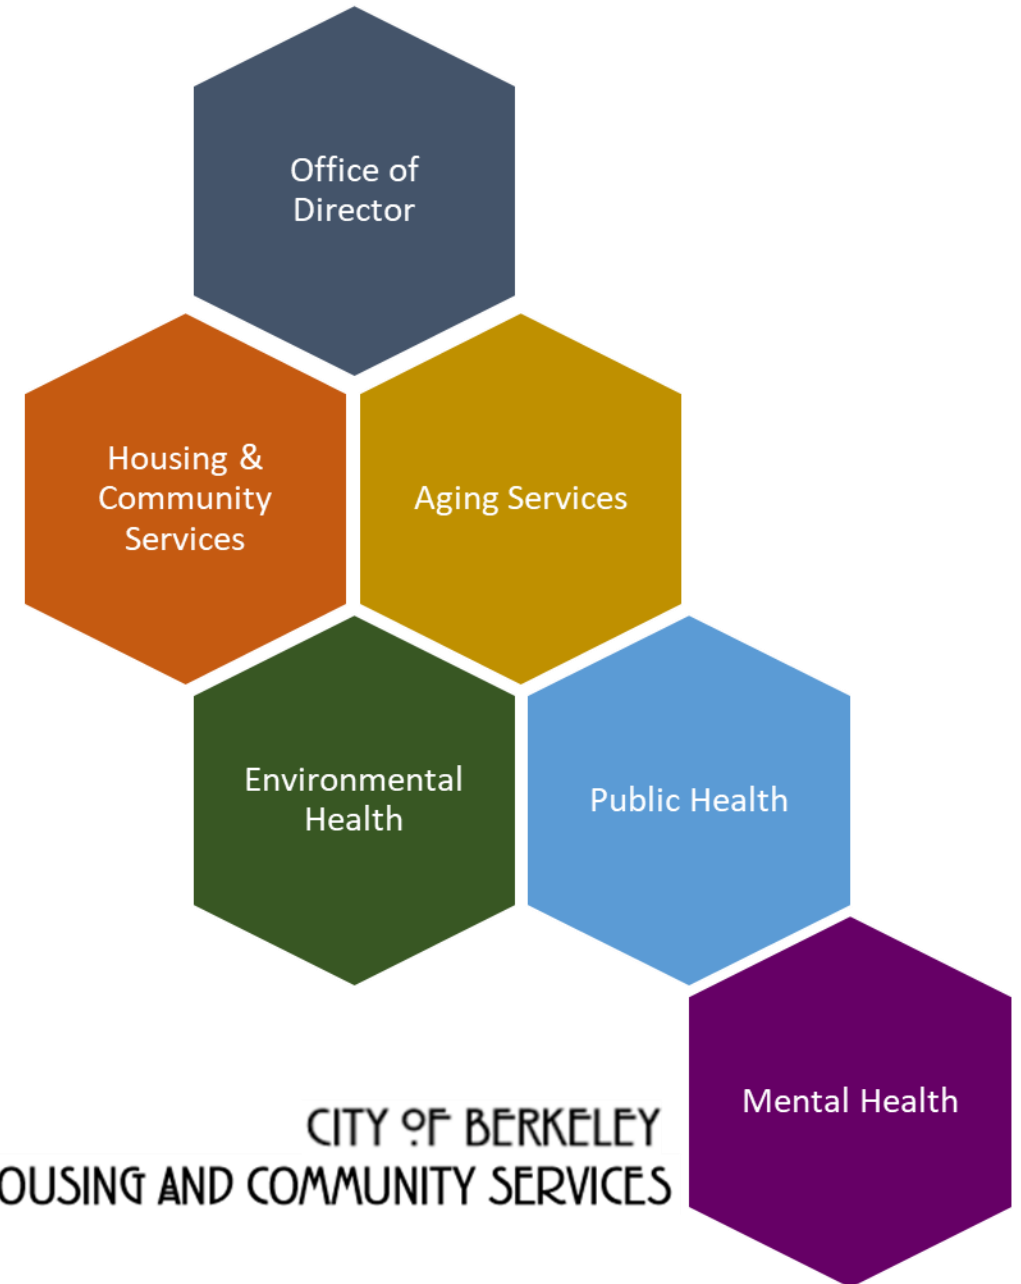 Office of
Director
Housing &
Community
Services
Aging Services
Environmental
Health
Public Health
Mental Health
CITY OF BERKELEY
OUSING AND COMMUNITY SERVICES